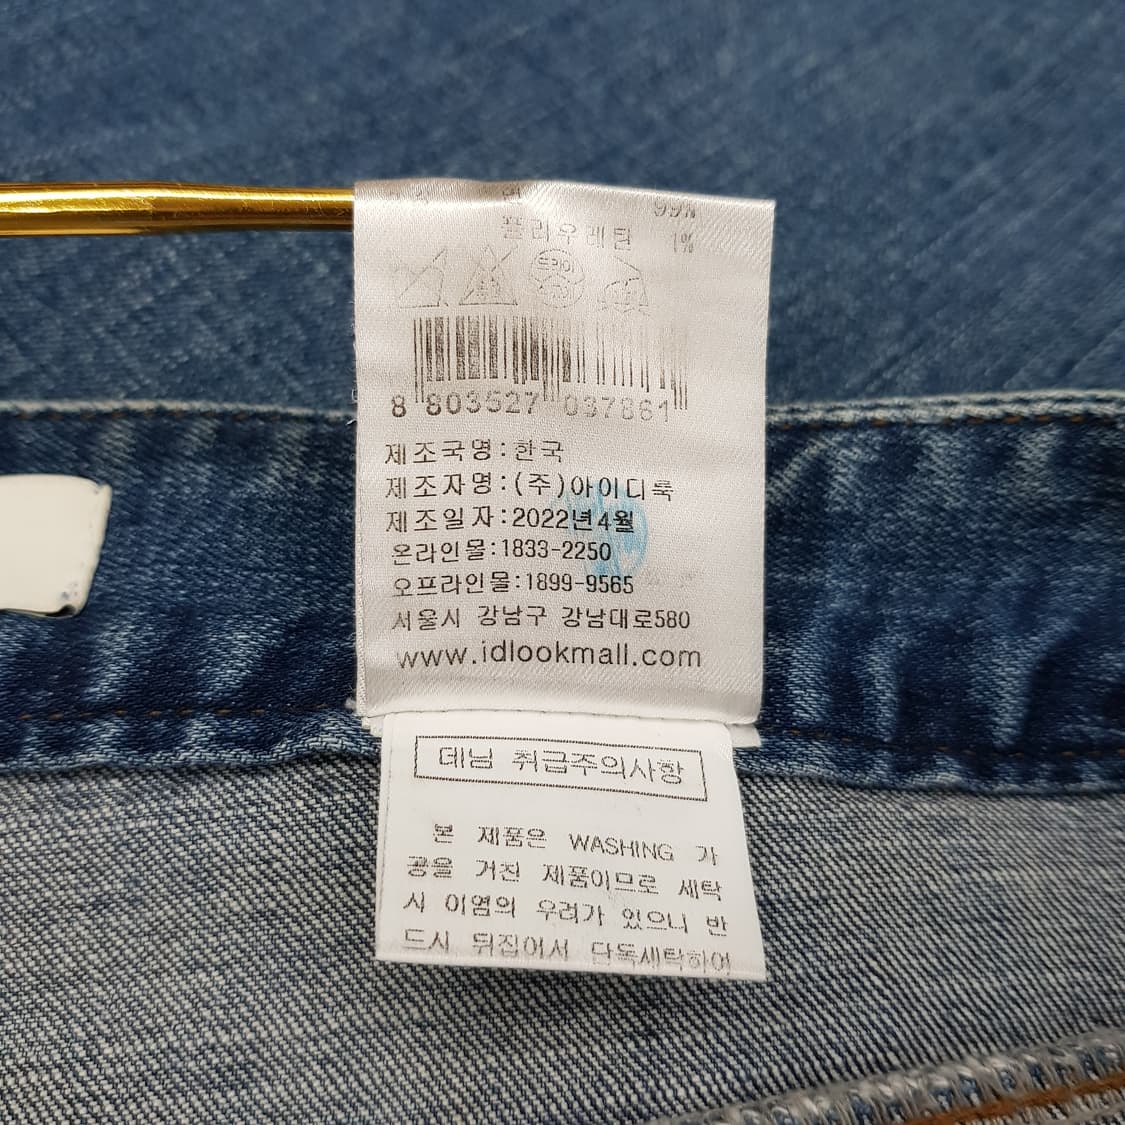 99%
폴리우레탄 1%
드라이
8 803527 037861
제조국명:한국
제조자명:(주)아이디룩
제조일자:2022년4월
온라인몰:1833-2250
오프라인몰:1899-9565
서울시 강남구 강남대로580
www.idlookmall.com
데님 취급주의사항
본 제품은 WASHING 가
공을 거친 제품이므로 세탁
시 이염의 우려가 있으니 반
드시 뒤집어서 단독세탁하여